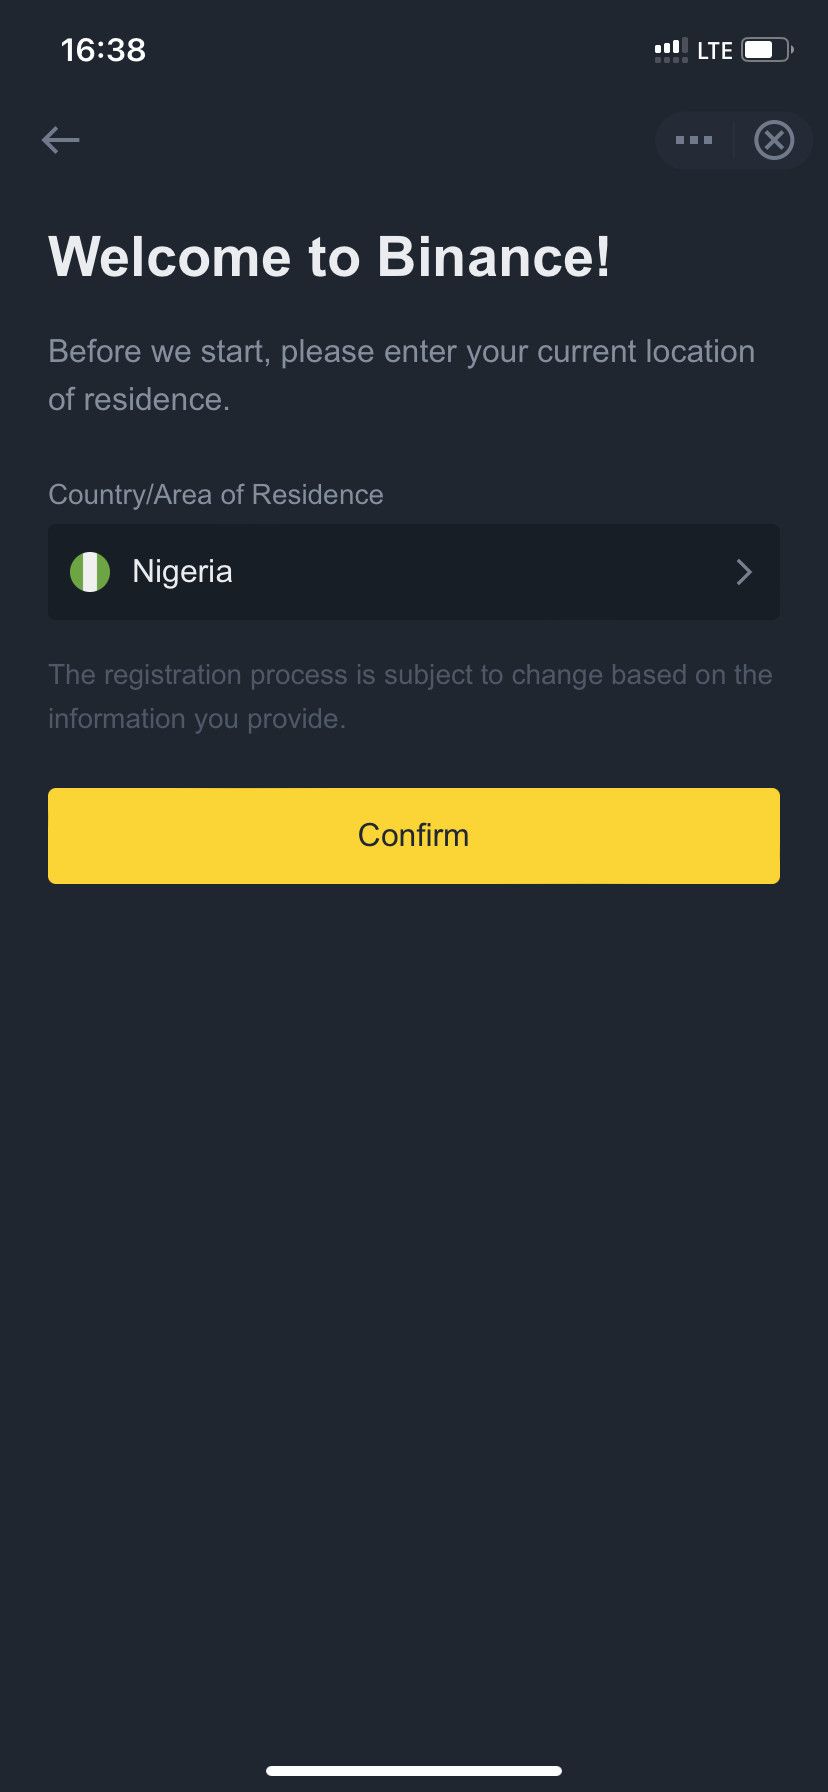 16:38
LTE
Welcome to Binance!
Before we start, please enter your current location
of residence.
Country/Area of Residence
Nigeria
The registration process is subject to change based on the
information you provide.
Confirm